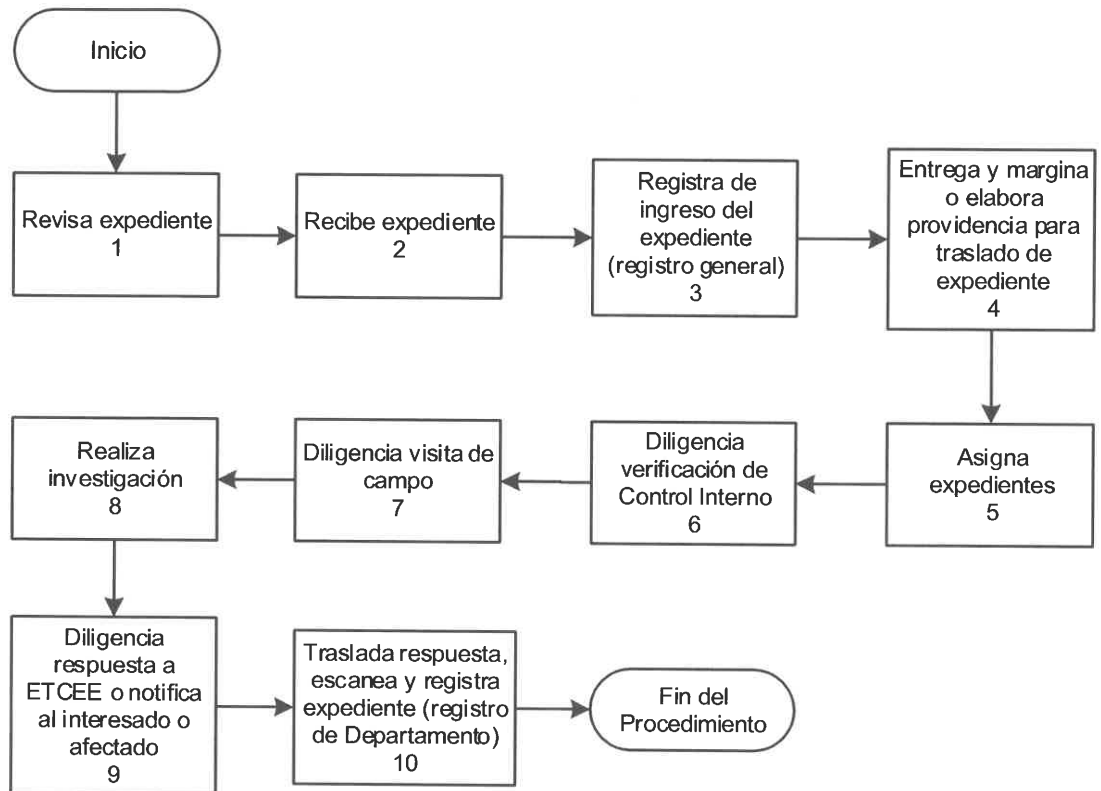 Inicio
Revisa expediente
1
Recibe expediente
2
Registra de
ingreso del
expediente
(registro general)
3
Entrega y margina
o elabora
providencia para
traslado de
expediente
4
Asigna
expedientes
5
Diligencia
verificación de
Control Interno
6
Diligencia visita de
campo
7
Realiza
investigación
8
Diligencia
respuesta a
ETCEE o notifica
al interesado o
afectado
9
Traslada respuesta,
escanea y registra
expediente (registro
de Departamento)
10
Fin del
Procedimiento